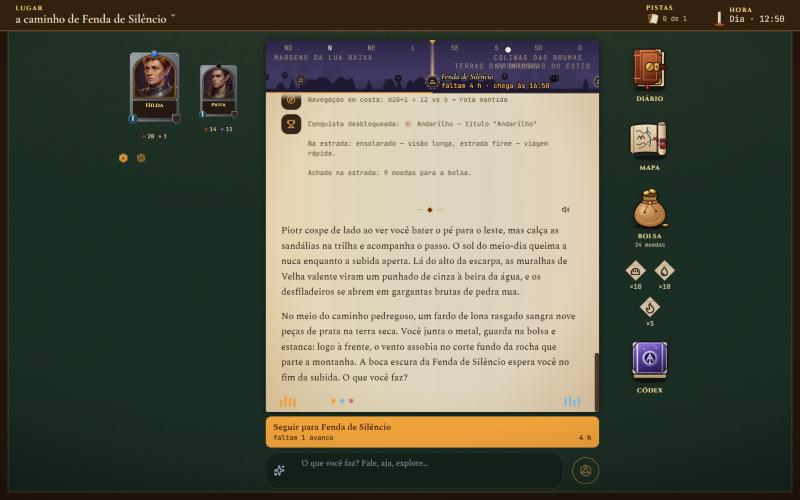 LUGAR
a caminho de Fenda de Silêncio
PISTAS
0 de 1
HORA
Dia · 12:50
HILDA
20 1
PIOTR
14 11
NO N NE L SE S SO O
MARGENS DA LUA BAIXA
COLINAS DAS BRUMAS
TERRAS DO ESTIO
Fenda de Silêncio
faltam 4 h · chega às 16:50
Navegação em costa: d20+1 = 12 vs 5 → rota mantida
Conquista desbloqueada: Andarilho — título "Andarilho"
Na estrada: ensolarado — visão longa, estrada firme — viagem
rápida.
Achado na estrada: 9 moedas para a bolsa.
Piotr cospe de lado ao ver você bater o pé para o leste, mas calça as
sandálias na trilha e acompanha o passo. O sol do meio-dia queima a
nuca enquanto a subida aperta. Lá do alto da escarpa, as muralhas de
Velha valente viram um punhado de cinza à beira da água, e os
desfiladeiros se abrem em gargantas brutas de pedra nua.
No meio do caminho pedregoso, um fardo de lona rasgado sangra nove
peças de prata na terra seca. Você junta o metal, guarda na bolsa e
estanca: logo à frente, o vento assobia no corte fundo da rocha que
parte a montanha. A boca escura da Fenda de Silêncio espera você no
fim da subida. O que você faz?
Seguir para Fenda de Silêncio
faltam 1 avanco
4 h
O que você faz? Fale, aja, explore...
DIÁRIO
MAPA
BOLSA
24 moedas
×10 ×10
×5
CÓDEX